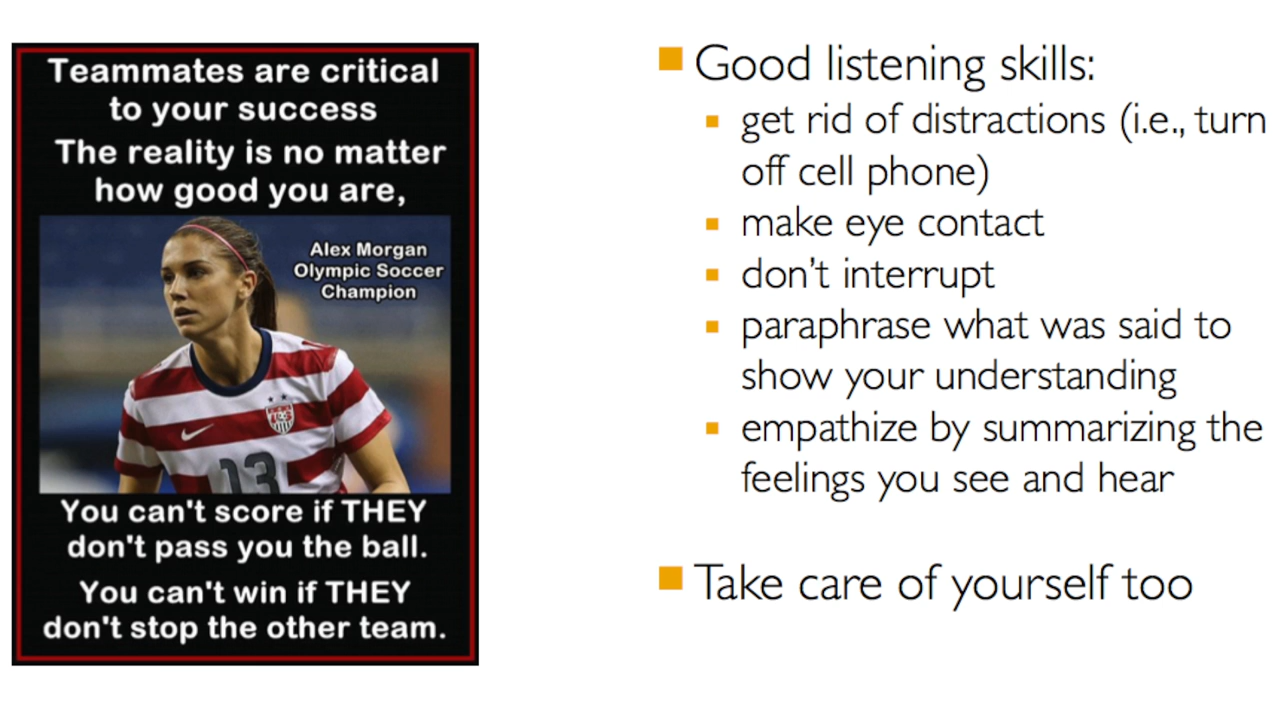 Teammates are critical
to your success
The reality is no matter
how good you are,
Alex Morgan
Olympic Soccer
Champion
13
You can't score if THEY
don't pass you the ball.
You can't win if THEY
don't stop the other team.
Good listening skills:
get rid of distractions (i.e., turn
off cell phone)
make eye contact
don’t interrupt
paraphrase what was said to
show your understanding
empathize by summarizing the
feelings you see and hear
Take care of yourself too